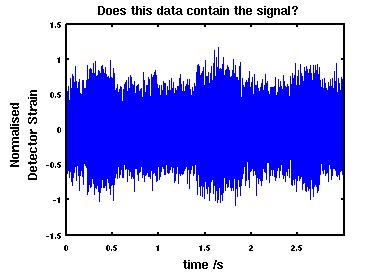 Does this data contain the signal?
1.5
1
0.5
0
-0.5
-1
-1.5
Normalised
Detector Strain
0 0.5 1 1.5 2 2.5
time /s